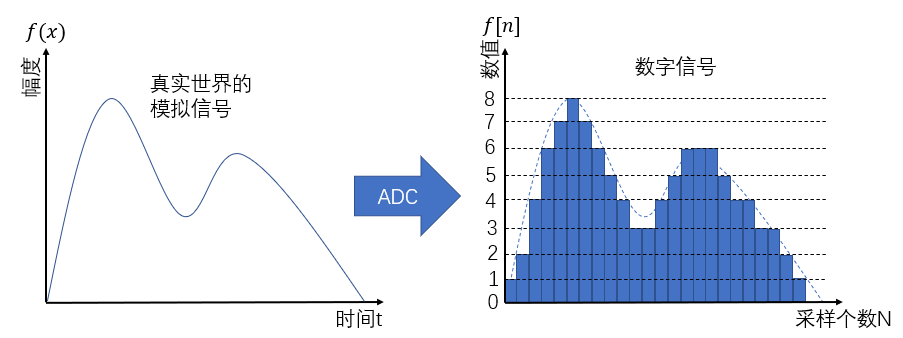 f(x)
幅度
真实世界的
模拟信号
时间t
ADC
f[n]
数值
数字信号
8
7
6
5
4
3
2
1
0
采样个数N